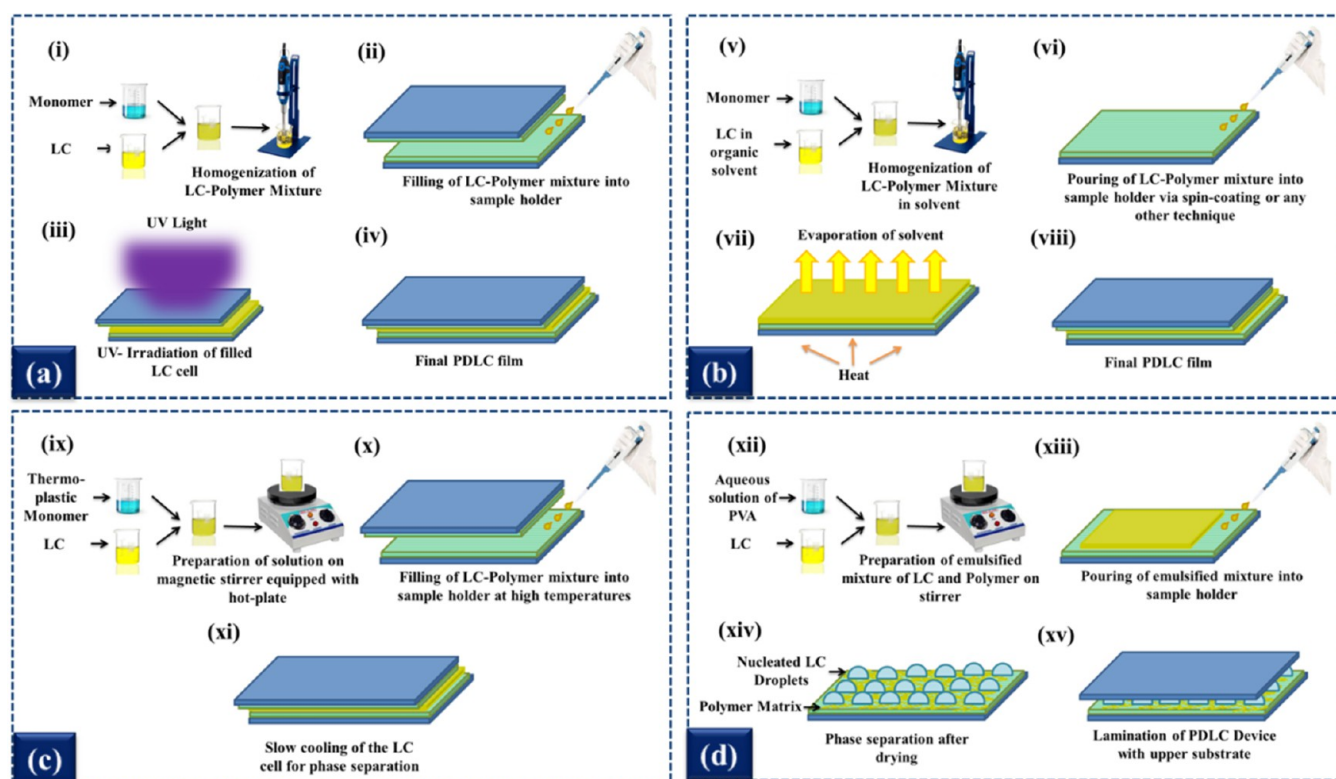 (i)
Monomer
LC
Homogenization of
LC-Polymer Mixture
(ii)
Filling of LC-Polymer mixture into
sample holder
(iii)
UV Light
UV- Irradiation of filled
LC cell
(iv)
Final PDLC film
(a)
(v)
Monomer
LC in
organic
solvent
Homogenization of
LC-Polymer Mixture
in solvent
(vi)
Pouring of LC-Polymer mixture into
sample holder via spin-coating or any
other technique
(vii)
Evaporation of solvent
Heat
(viii)
Final PDLC film
(b)
(ix)
Thermo-
plastic
Monomer
LC
Preparation of solution on
magnetic stirrer equipped with
hot-plate
(x)
Filling of LC-Polymer mixture into
sample holder at high temperatures
(xi)
Slow cooling of the LC
cell for phase separation
(c)
(xii)
Aqueous
solution of
PVA
LC
Preparation of emulsified
mixture of LC and Polymer on
stirrer
(xiii)
Pouring of emulsified mixture into
sample holder
(xiv)
Nucleated LC
Droplets
Polymer Matrix
Phase separation after
drying
(xv)
Lamination of PDLC Device
with upper substrate
(d)